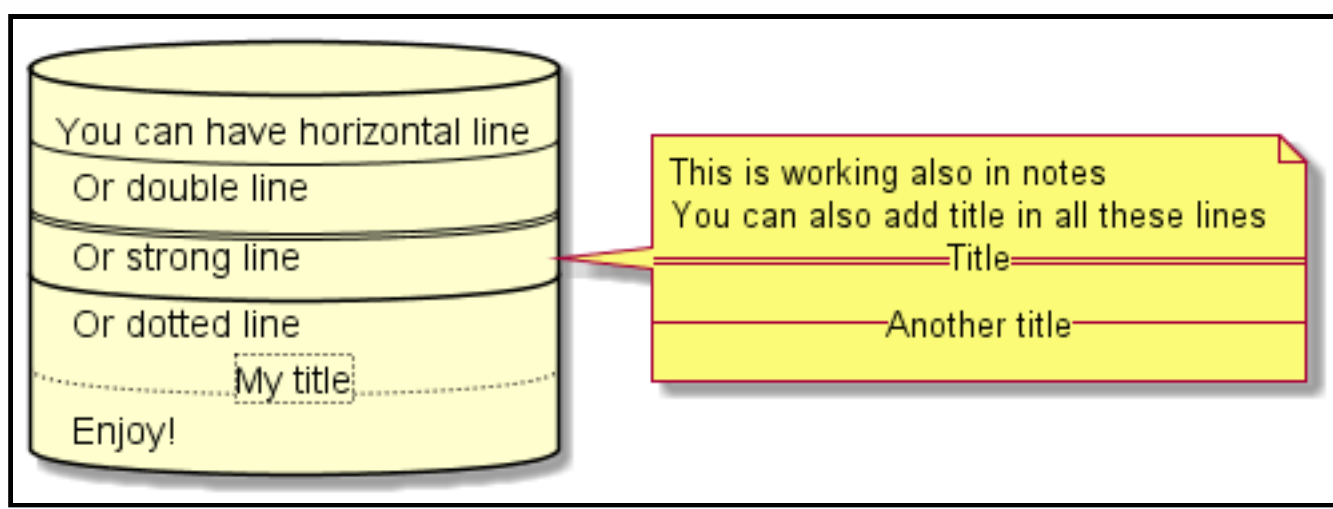 You can have horizontal line
Or double line
Or strong line
Or dotted line
My title
Enjoy!
This is working also in notes
You can also add title in all these lines
Title
Another title